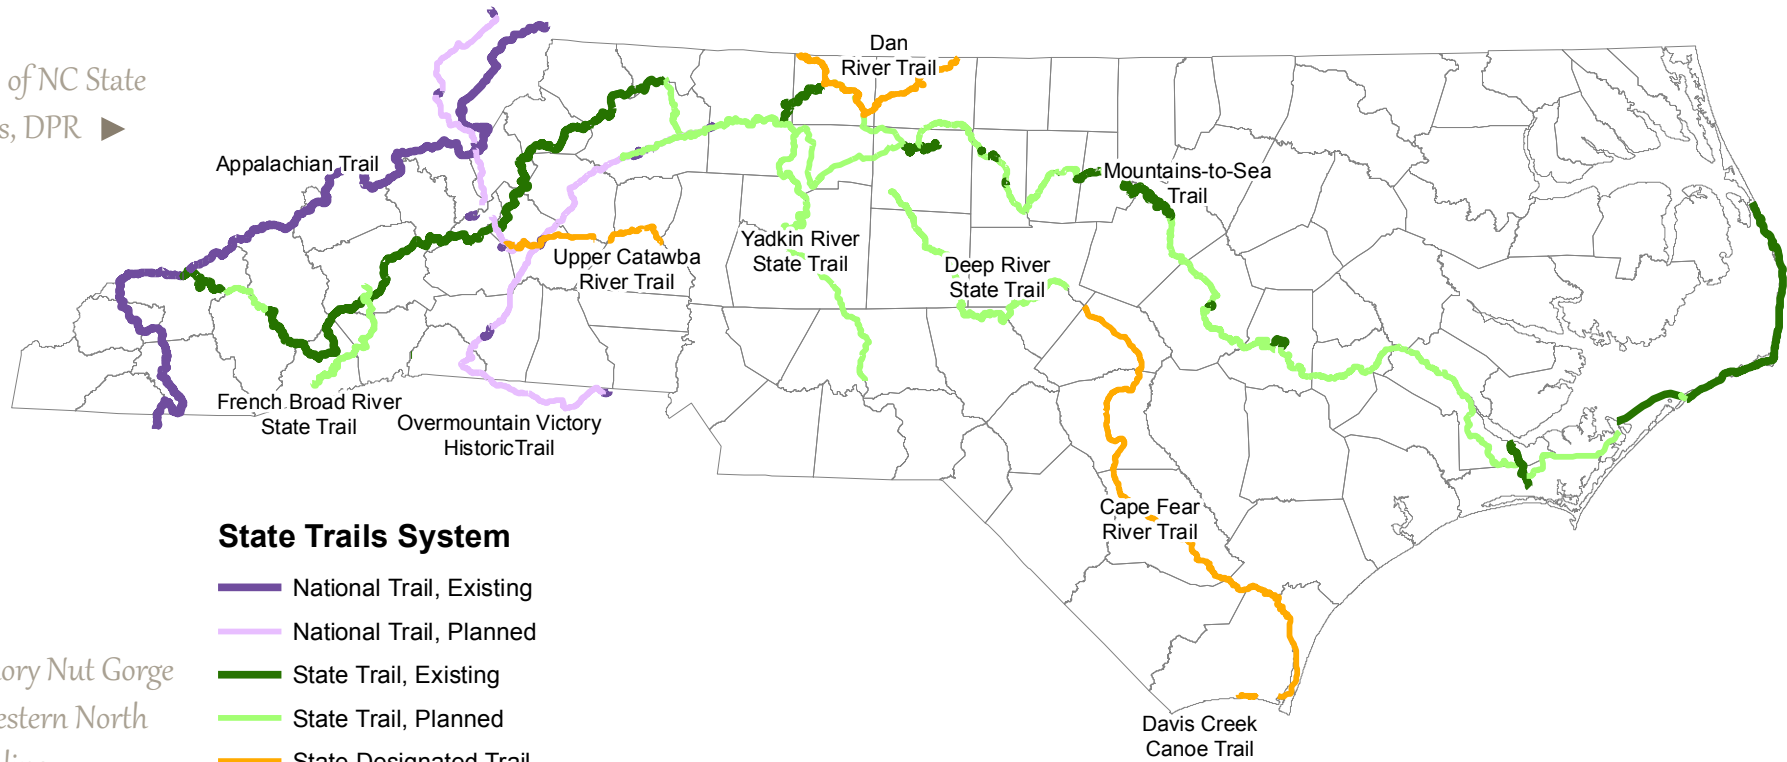 of NC State
s, DPR ▶
Dan
River Trail
Appalachian Trail
Mountains-to-Sea
Trail
Yadkin River
State Trail
Upper Catawba
River Trail
Deep River
State Trail
French Broad River
State Trail
Overmountain Victory
HistoricTrail
Cape Fear
River Trail
Davis Creek
Canoe Trail
State Trails System
National Trail, Existing
National Trail, Planned
State Trail, Existing
State Trail, Planned
State Designated Trail
ory Nut Gorge
estern North